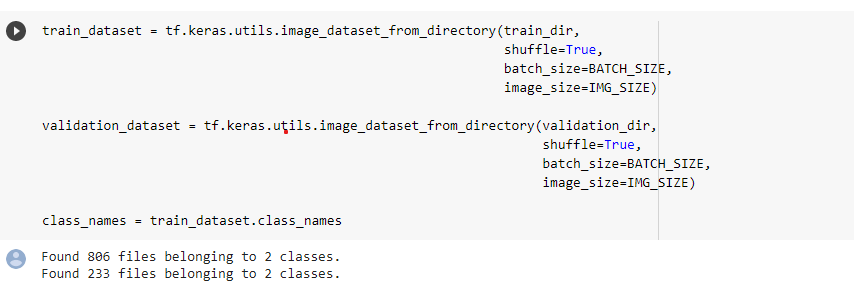 train_dataset = tf.keras.utils.image_dataset_from_directory(train_dir,
shuffle=True,
batch_size=BATCH_SIZE,
image_size=IMG_SIZE)
validation_dataset = tf.keras.utils.image_dataset_from_directory(validation_dir,
shuffle=True,
batch_size=BATCH_SIZE,
image_size=IMG_SIZE)
class_names = train_dataset.class_names
Found 806 files belonging to 2 classes.
Found 233 files belonging to 2 classes.